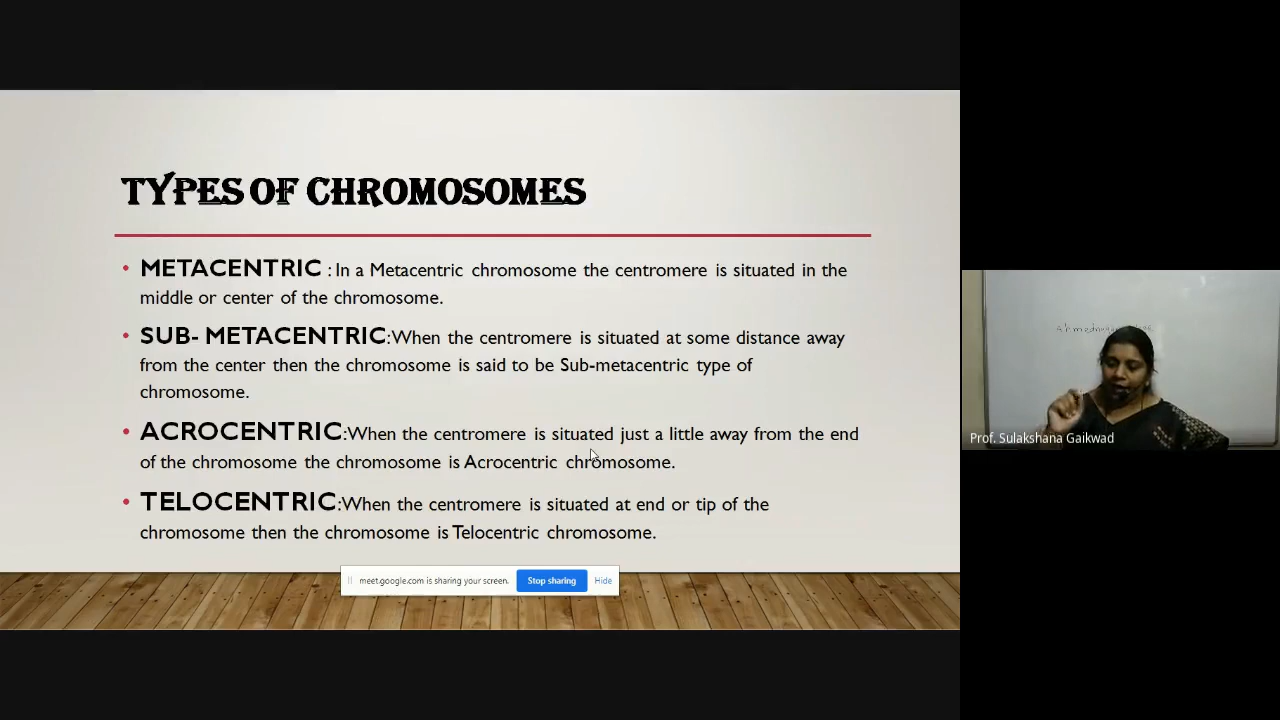 TYPES OF CHROMOSOMES
• METACENTRIC : In a Metacentric chromosome the centromere is situated in the
middle or center of the chromosome.
• SUB- METACENTRIC:When the centromere is situated at some distance away
from the center then the chromosome is said to be Sub-metacentric type of
chromosome.
• ACROCENTRIC:When the centromere is situated just a little away from the end
of the chromosome the chromosome is Acrocentric chromosome.
• TELOCENTRIC:When the centromere is situated at end or tip of the
chromosome then the chromosome is Telocentric chromosome.
meet.google.com is sharing your screen. Stop sharing Hide
Prof. Sulakshana Gaikwad